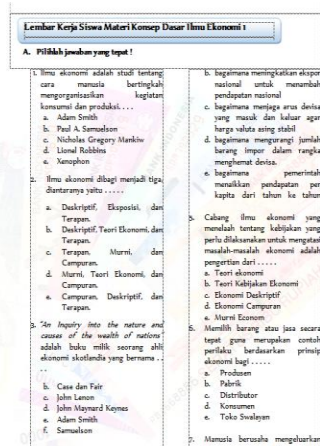 Lembar Kerja Siswa Materi Konsep Dasar Ilmu Ekonomi 1
A. Pilihlah jawaban yang tepat !
1. Ilmu ekonomi adalah studi tentang
cara manusia bertingkah
mengorganisasikan kegiatan
konsumsi dan produksi. . . .
a. Adam Smith
b. Paul A. Samuelson
c. Nicholas Gregory Mankiw
d. Lionel Robbins
e. Xenophon
2. Ilmu ekonomi dibagi menjadi tiga,
diantaranya yaitu . . . . .
a. Deskriptif, Eksposisi, dan
Terapan.
b. Deskriptif, Teori Ekonomi, dan
Terapan.
c. Terapan, Murni, dan
Campuran.
d. Murni, Teori Ekonomi, dan
Campuran.
e. Campuran, Deskriptif, dan
Terapan.
3. "An Inquiry into the nature and
causes of the wealth of nations"
adalah buku milik seorang ahli
ekonomi skotlandia yang bernama . .
. .
b. Case dan Fair
c. John Lenon
d. John Maynard Keynes
e. Adam Smith
f. Samuelson
b. bagaimana meningkatkan ekspor
nasional untuk menambah
pendapatan nasional
c. bagaimana menjaga arus devisa
yang masuk dan keluar agar
harga valuta asing stabil
d. bagaimana mengurangi jumlah
barang impor dalam rangka
menghemat devisa.
e. bagaimana pemerintah
menaikkan pendapatan per
kapita dari tahun ke tahun
5. Cabang ilmu ekonomi yang
menelaah tentang kebijakan yang
perlu dilaksanakan untuk mengatasi
masalah-masalah ekonomi adalah
pengertian dari . . . . .
a. Teori ekonomi
b. Teori Kebijakan Ekonomi
c. Ekonomi Deskriptif
d. Ekonomi Campuran
e. Murni Econom
6. Memilih barang atau jasa secara
tepat guna merupakan contoh
perilaku berdasarkan prinsip
ekonomi bagi . . . . .
a. Produsen
b. Pabrik
c. Distributor
d. Konsumen
e. Toko Swalayan
7. Manusia berusaha mengeluarkan